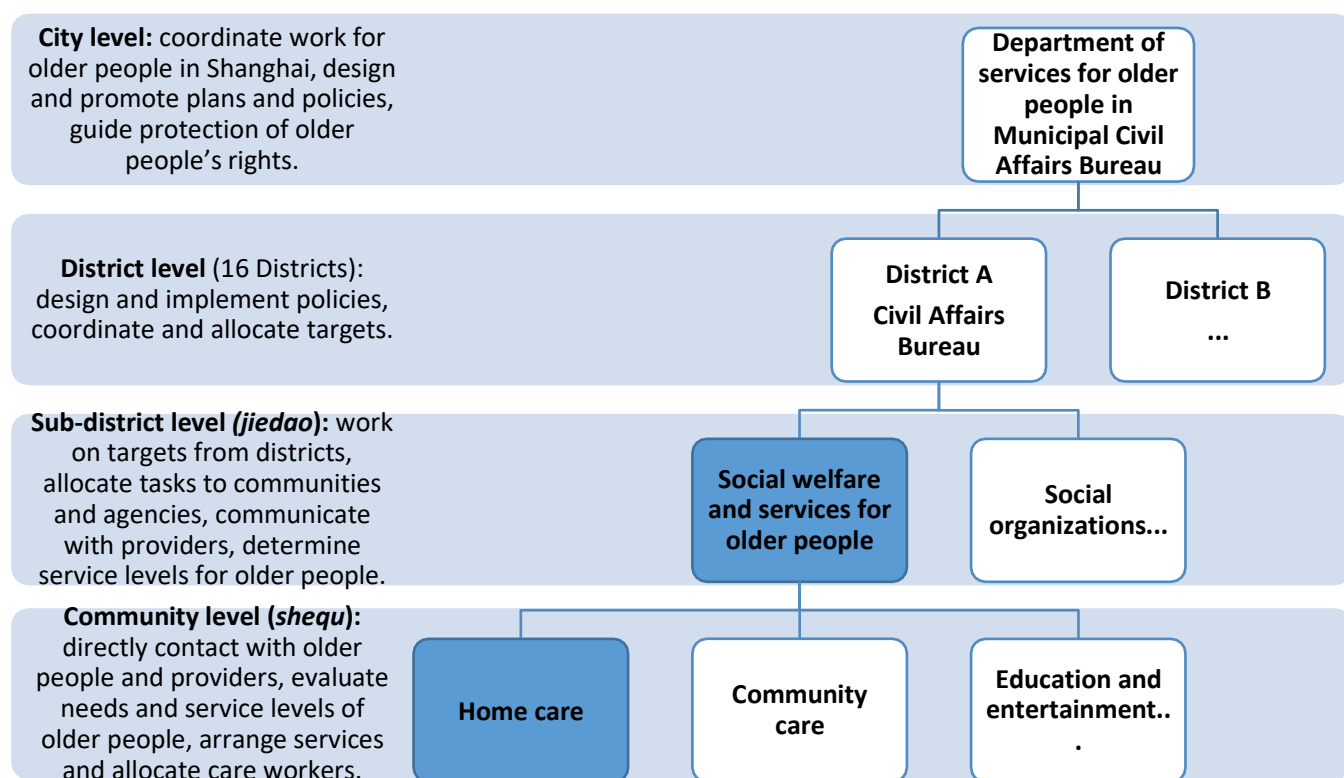 City level: coordinate work for
older people in Shanghai, design
and promote plans and policies,
guide protection of older
people's rights.
Department of
services for older
people in
Municipal Civil
Affairs Bureau
District level (16 Districts):
design and implement policies,
coordinate and allocate targets.
District A
Civil Affairs
Bureau
District B
...
Sub-district level (jiedao): work
on targets from districts,
allocate tasks to communities
and agencies, communicate
with providers, determine
service levels for older people.
Social welfare
and services for
older people
Social
organizations...
Community level (shequ):
directly contact with older
people and providers, evaluate
needs and service levels of
older people, arrange services
and allocate care workers.
Home care
Community
care
Education and
entertainment..
.